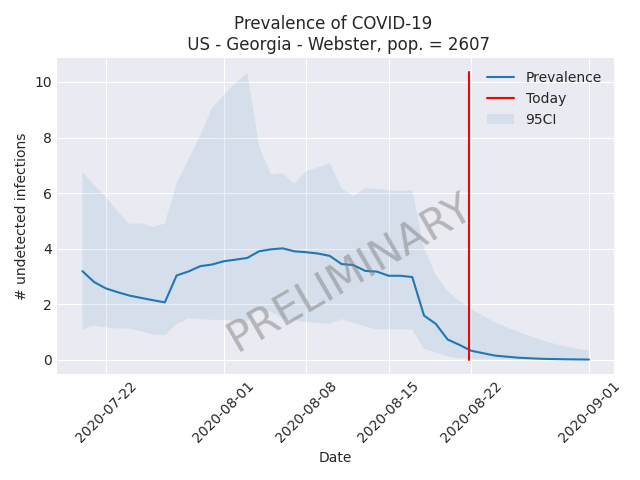 Prevalence of COVID-19
US - Georgia - Webster, pop. = 2607
# undetected infections
10
8
6
4
2
0
Prevalence
Today
95CI
PRELIMINARY
2020-07-22
2020-08-01
2020-08-08
2020-08-15
2020-08-22
2020-09-01
Date